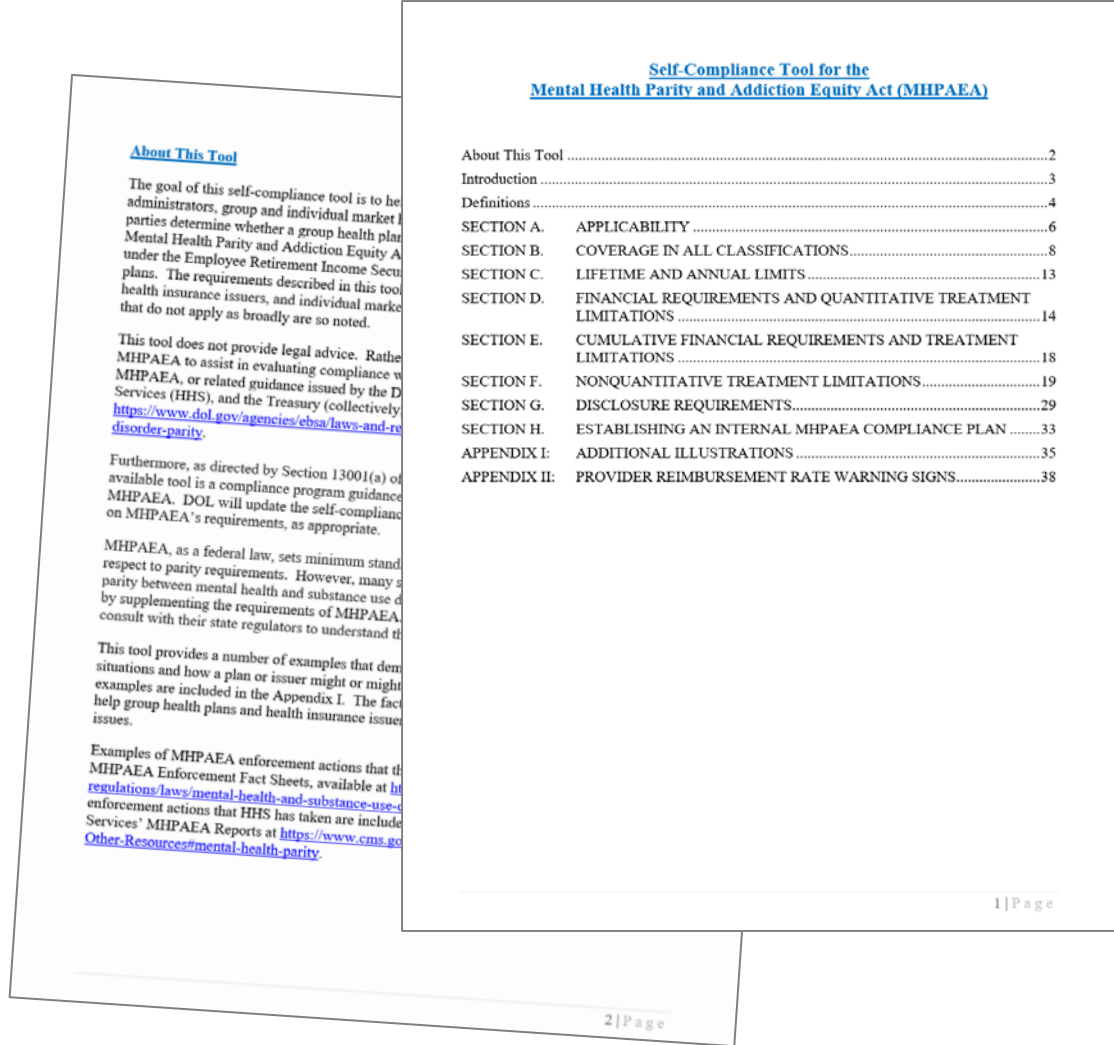 Self-Compliance Tool for the
Mental Health Parity and Addiction Equity Act (MHPAEA)
About This Tool ..... 2
Introduction ..... 3
Definitions ..... 4
SECTION A. APPLICABILITY ..... 6
SECTION B. COVERAGE IN ALL CLASSIFICATIONS ..... 8
SECTION C. LIFETIME AND ANNUAL LIMITS ..... 13
SECTION D. FINANCIAL REQUIREMENTS AND QUANTITATIVE TREATMENT
LIMITATIONS ..... 14
SECTION E. CUMULATIVE FINANCIAL REQUIREMENTS AND TREATMENT
LIMITATIONS ..... 18
SECTION F. NONQUANTITATIVE TREATMENT LIMITATIONS ..... 19
SECTION G. DISCLOSURE REQUIREMENTS ..... 29
SECTION H. ESTABLISHING AN INTERNAL MHPAEA COMPLIANCE PLAN ..... 33
APPENDIX I: ADDITIONAL ILLUSTRATIONS ..... 35
APPENDIX II: PROVIDER REIMBURSEMENT RATE WARNING SIGNS ..... 38
1 | Page
About This Tool
The goal of this self-compliance tool is to he
administrators, group and individual market
parties determine whether a group health plan
Mental Health Parity and Addiction Equity A
under the Employee Retirement Income Secu
plans. The requirements described in this tool
health insurance issuers, and individual marke
that do not apply as broadly are so noted.
This tool does not provide legal advice. Rathe
MHPAEA to assist in evaluating compliance w
MHPAEA, or related guidance issued by the D
Services (HHS), and the Treasury (collectively,
https://www.dol.gov/agencies/ebsa/laws-and-re
disorder-parity.
Furthermore, as directed by Section 13001(a) of
available tool is a compliance program guidance
MHPAEA. DOL will update the self-complianc
on MHPAEA's requirements, as appropriate.
MHPAEA, as a federal law, sets minimum stand
respect to parity requirements. However, many s
parity between mental health and substance use d
by supplementing the requirements of MHPAEA.
consult with their state regulators to understand th
This tool provides a number of examples that dem
situations and how a plan or issuer might or might
examples are included in the Appendix I. The fact
help group health plans and health insurance issue
issues.
Examples of MHPAEA enforcement actions that th
MHPAEA Enforcement Fact Sheets, available at ht
regulations/laws/mental-health-and-substance-use-
enforcement actions that HHS has taken are include
Services' MHPAEA Reports at https://www.cms.go
Other-Resources#mental-health-parity.
2 | Page